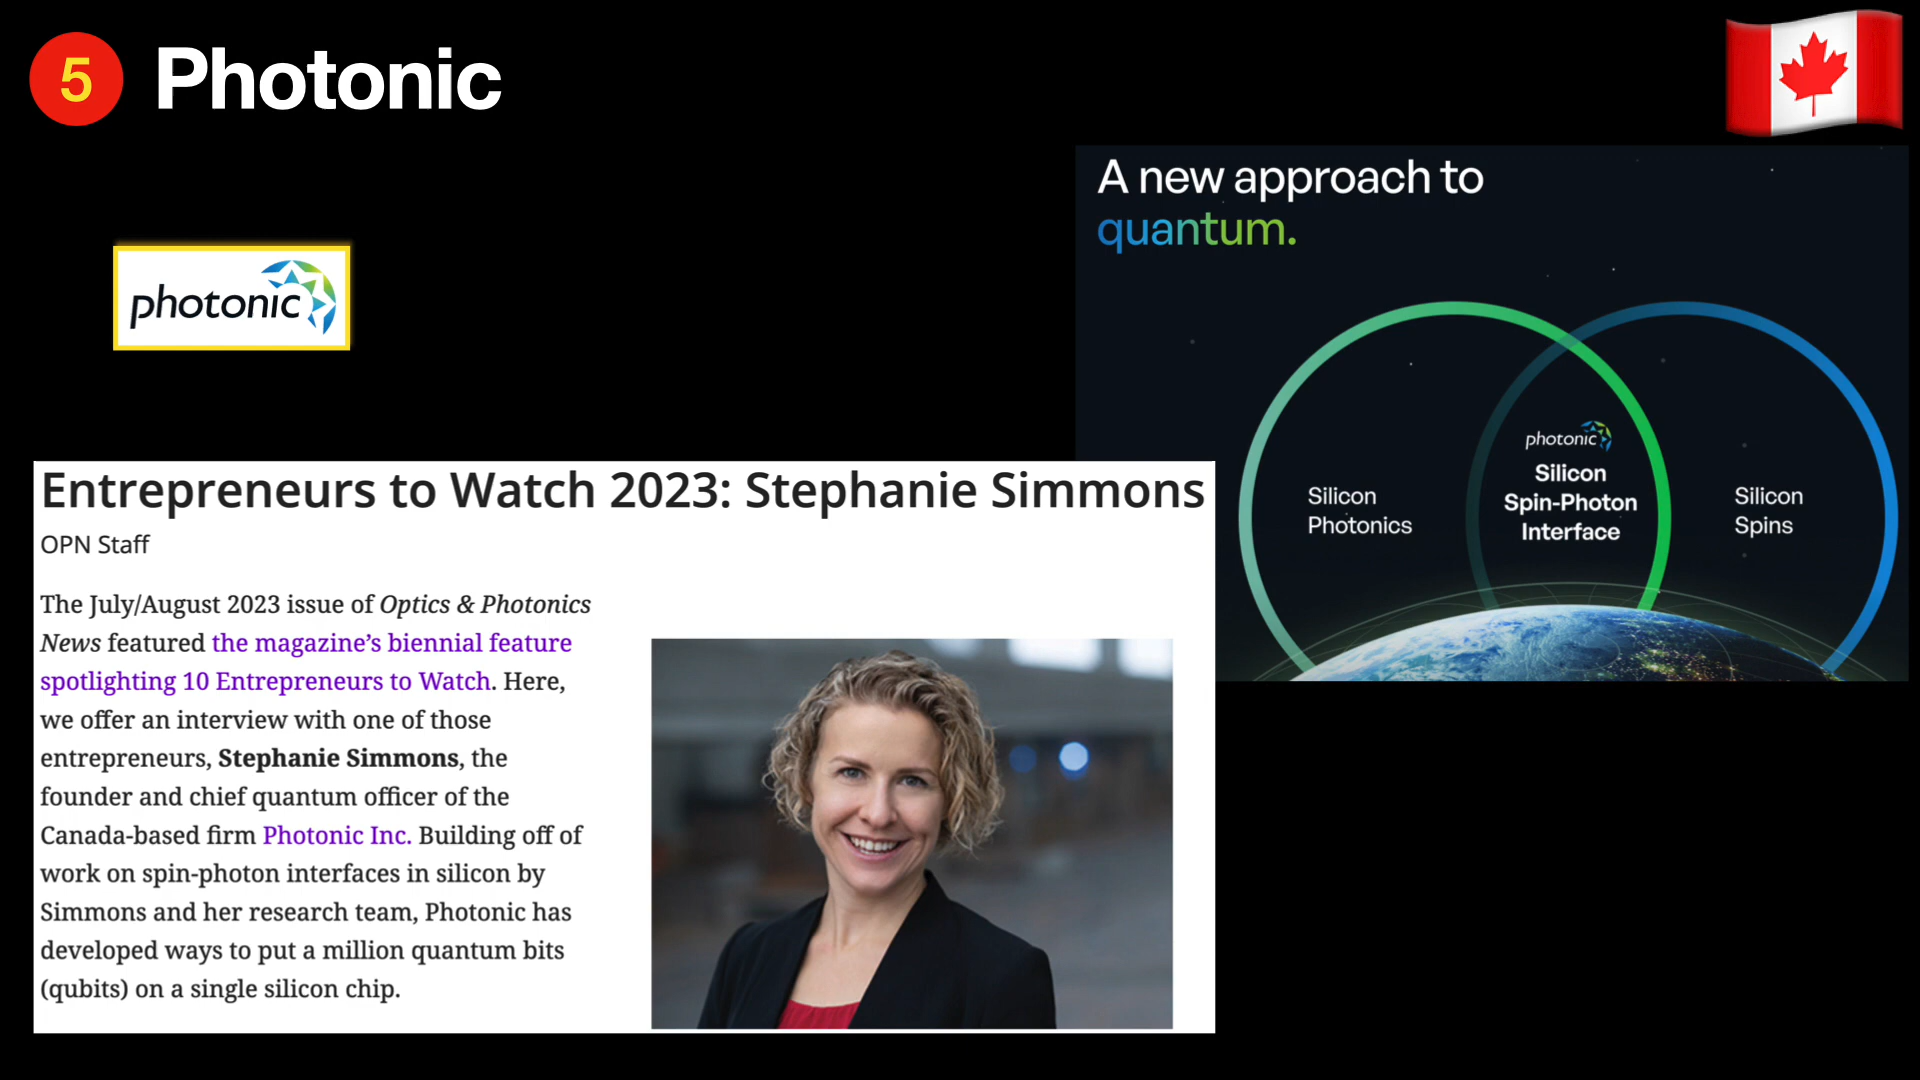 5 Photonic
photonic
A new approach to
quantum.
photonic
Silicon
Spin-Photon
Interface
Silicon
Photonics
Silicon
Spins
Entrepreneurs to Watch 2023: Stephanie Simmons
OPN Staff
The July/August 2023 issue of Optics & Photonics
News featured the magazine’s biennial feature
spotlighting 10 Entrepreneurs to Watch. Here,
we offer an interview with one of those
entrepreneurs, Stephanie Simmons, the
founder and chief quantum officer of the
Canada-based firm Photonic Inc. Building off of
work on spin-photon interfaces in silicon by
Simmons and her research team, Photonic has
developed ways to put a million quantum bits
(qubits) on a single silicon chip.